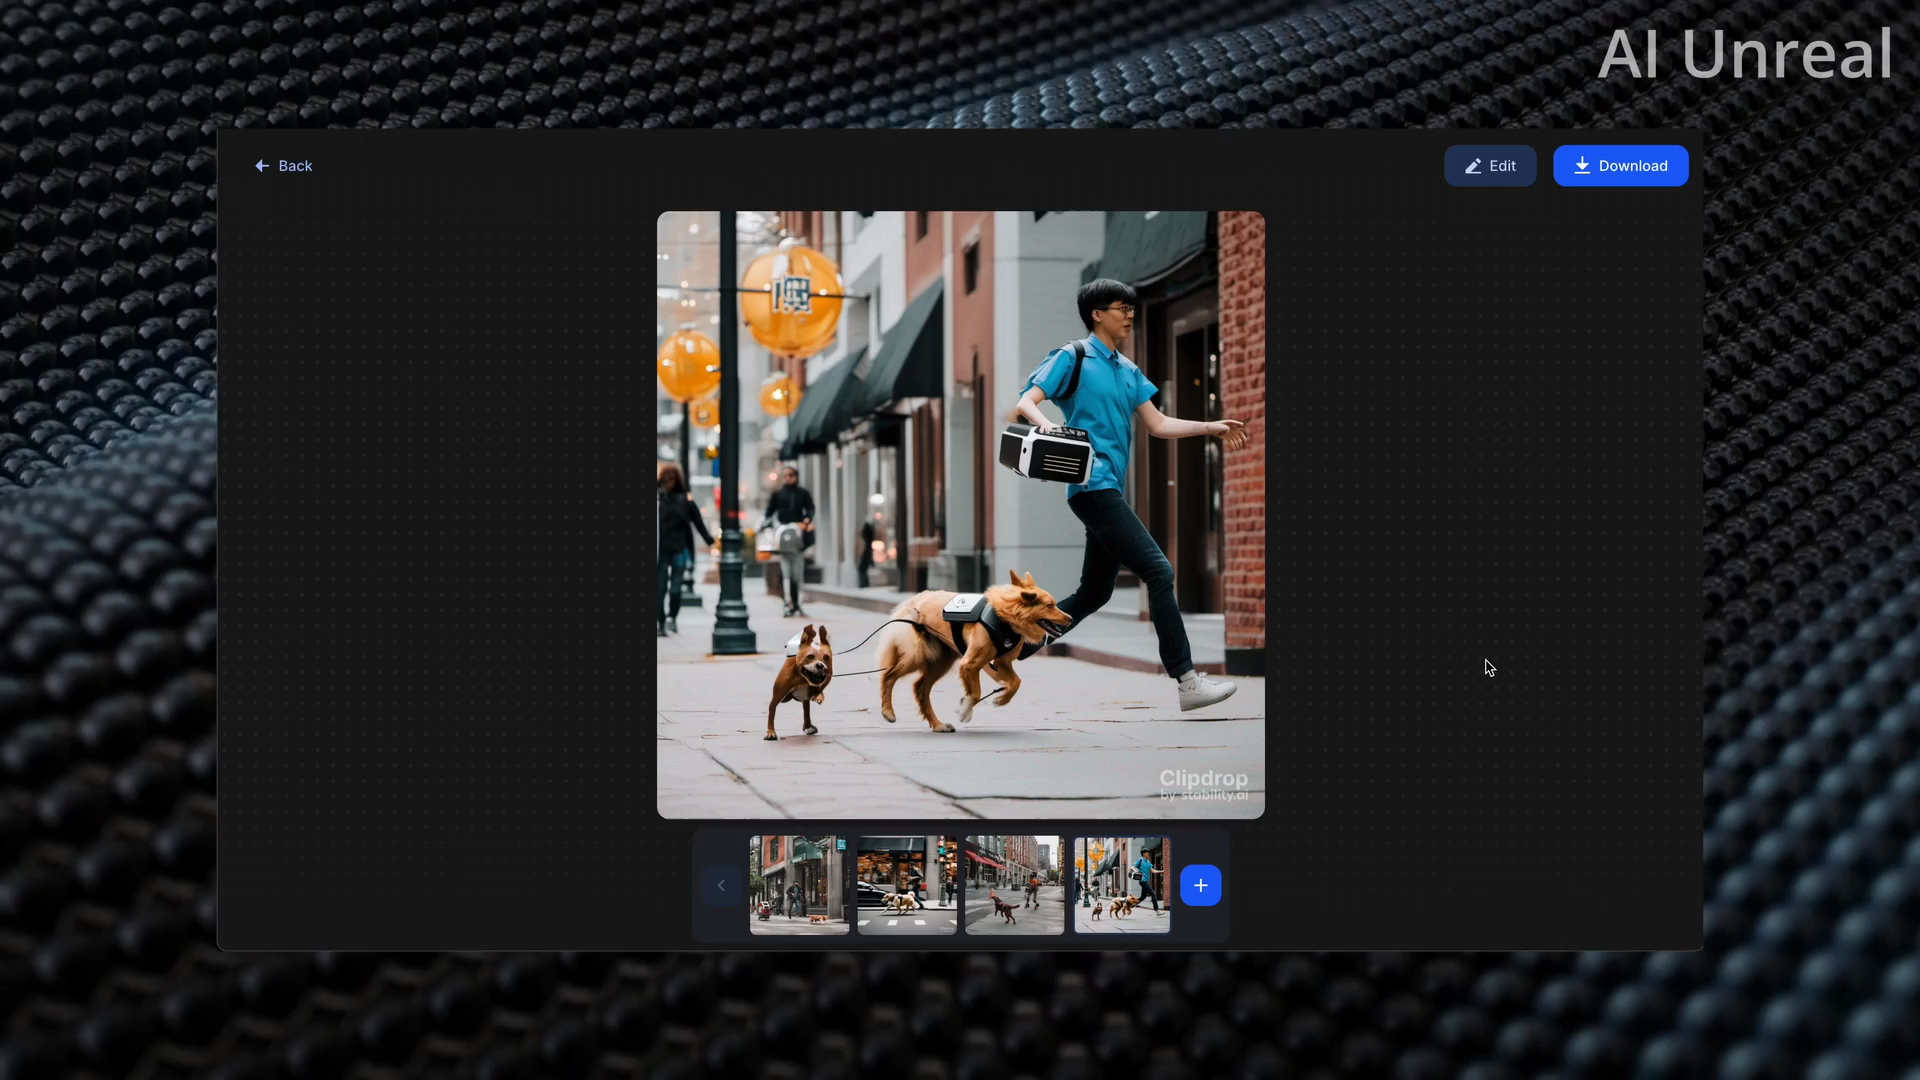 AI Unreal
Back
Edit
Download
Clipdrop
by stability.ai